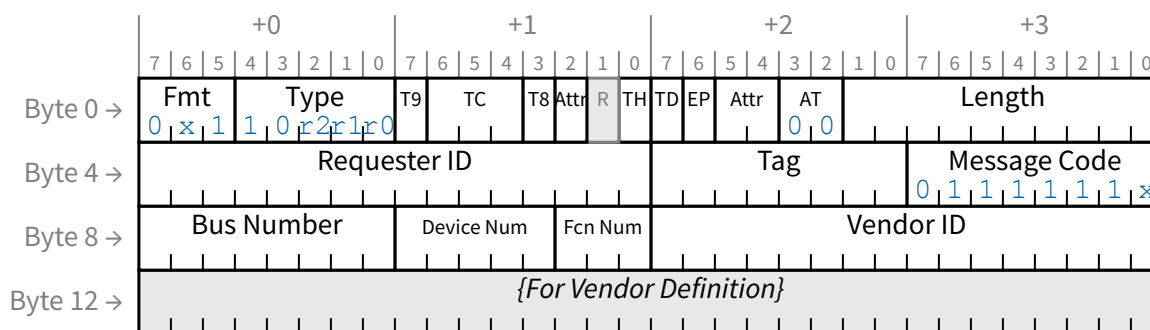 +0 +1 +2 +3
7 6 5 4 3 2 1 0 7 6 5 4 3 2 1 0 7 6 5 4 3 2 1 0 7 6 5 4 3 2 1 0
Byte 0 → Fmt Type T9 TC T8 Attr R TH TD EP Attr AT Length
0 x 1 1 0 r2 r1 r0 0 0
Byte 4 → Requester ID Tag Message Code
0 1 1 1 1 1 1 x
Byte 8 → Bus Number Device Num Fcn Num Vendor ID
Byte 12 → {For Vendor Definition}